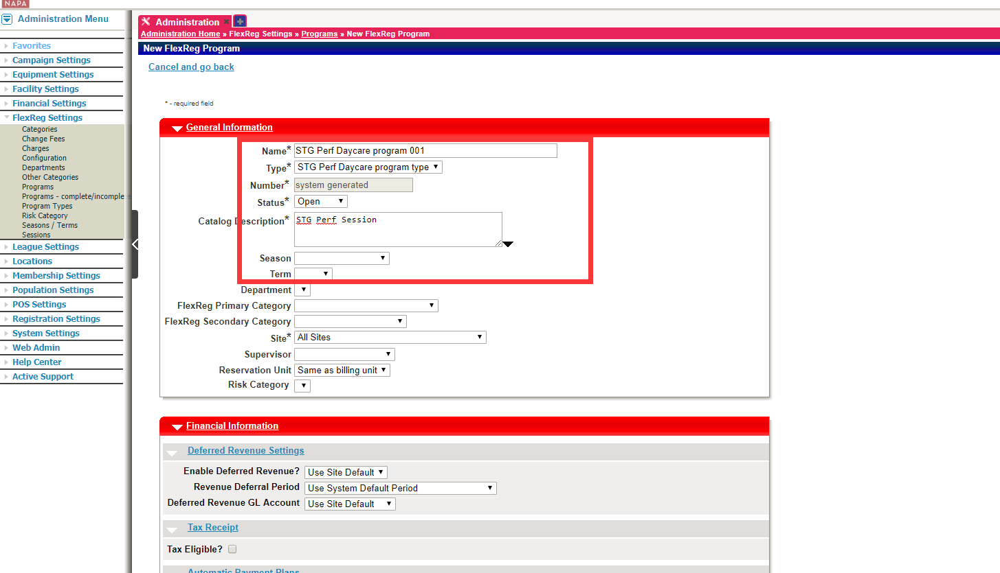 NAPA
Administration Menu
Favorites
Campaign Settings
Equipment Settings
Facility Settings
Financial Settings
FlexReg Settings
Categories
Change Fees
Charges
Configuration
Departments
Other Categories
Programs
Programs - complete/incomplete
Program Types
Risk Category
Seasons / Terms
Sessions
League Settings
Locations
Membership Settings
Population Settings
POS Settings
Registration Settings
System Settings
Web Admin
Help Center
Active Support
Administration
Administration Home » FlexReg Settings » Programs » New FlexReg Program
New FlexReg Program
Cancel and go back
* - required field
General Information
Name* STG Perf Daycare program 001
Type* STG Perf Daycare program type
Number* system generated
Status* Open
Catalog Description* STG Perf Session
Season
Term
Department
FlexReg Primary Category
FlexReg Secondary Category
Site* All Sites
Supervisor
Reservation Unit Same as billing unit
Risk Category
Financial Information
Deferred Revenue Settings
Enable Deferred Revenue? Use Site Default
Revenue Deferral Period Use System Default Period
Deferred Revenue GL Account Use Site Default
Tax Receipt
Tax Eligible?
Automatic Payment Plans